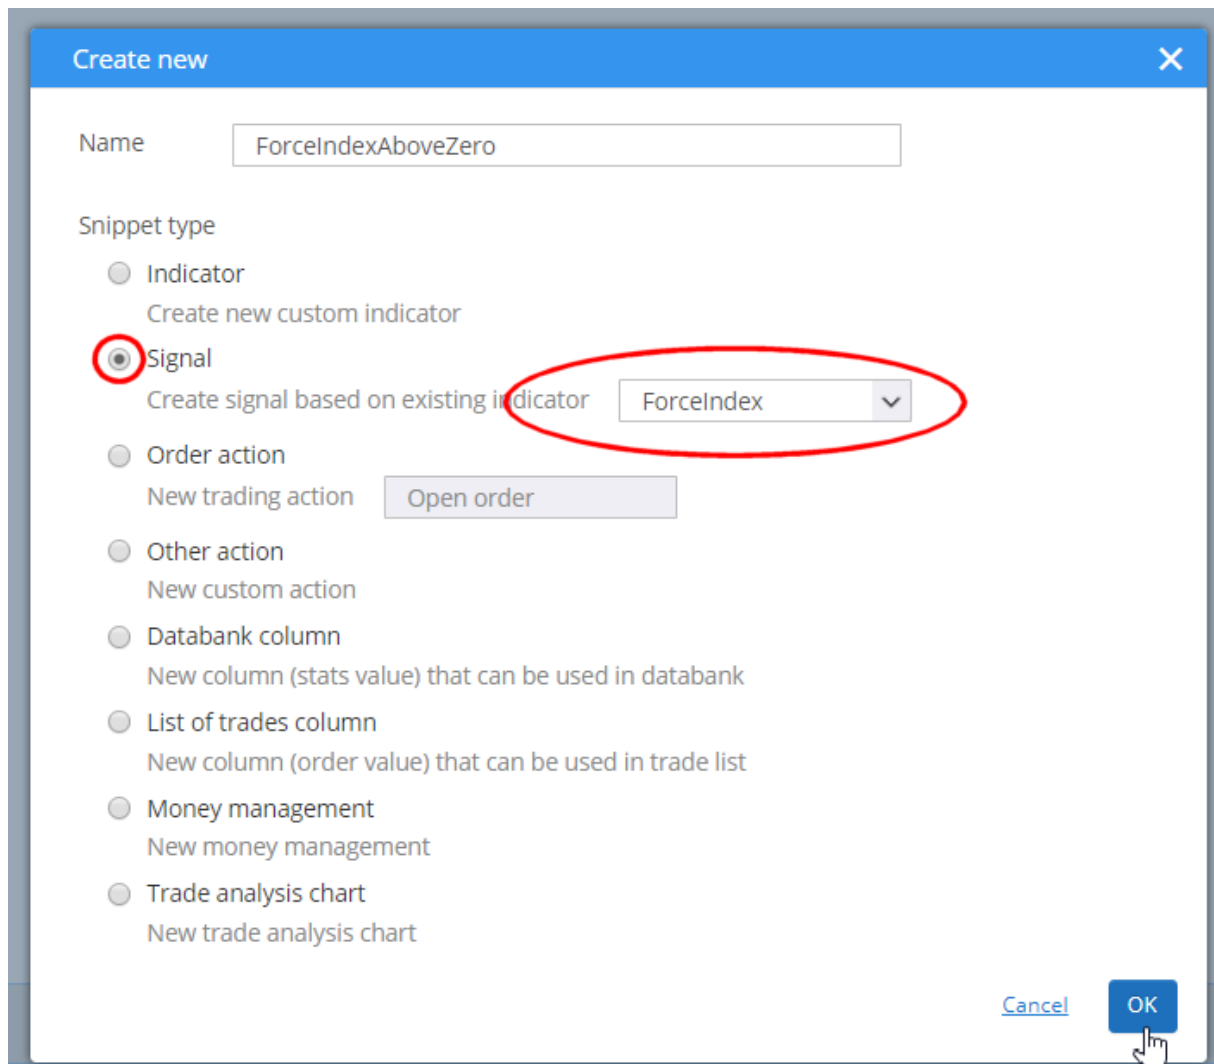 Create new
Name ForceIndexAboveZero
Snippet type
Indicator
Create new custom indicator
Signal
Create signal based on existing indicator ForceIndex
Order action
New trading action Open order
Other action
New custom action
Databank column
New column (stats value) that can be used in databank
List of trades column
New column (order value) that can be used in trade list
Money management
New money management
Trade analysis chart
New trade analysis chart
Cancel OK